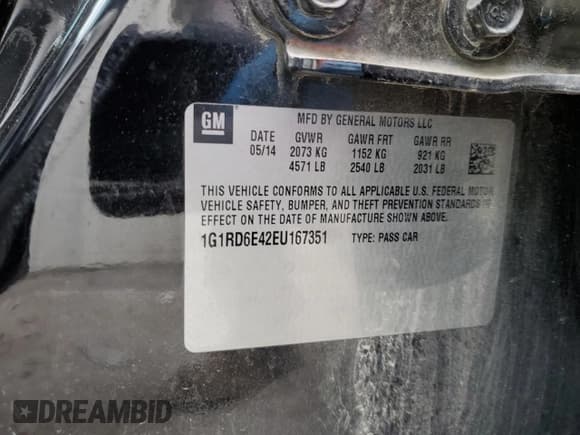 GM
MFD BY GENERAL MOTORS LLC
DATE GVWR GAWR FRT GAWR RR
05/14 2073 KG 1152 KG 921 KG
4571 LB 2540 LB 2031 LB
THIS VEHICLE CONFORMS TO ALL APPLICABLE U.S. FEDERAL MOTOR
VEHICLE SAFETY, BUMPER, AND THEFT PREVENTION STANDARDS IN
EFFECT ON THE DATE OF MANUFACTURE SHOWN ABOVE.
1G1RD6E42EU167351 TYPE: PASS CAR
DREAMBID